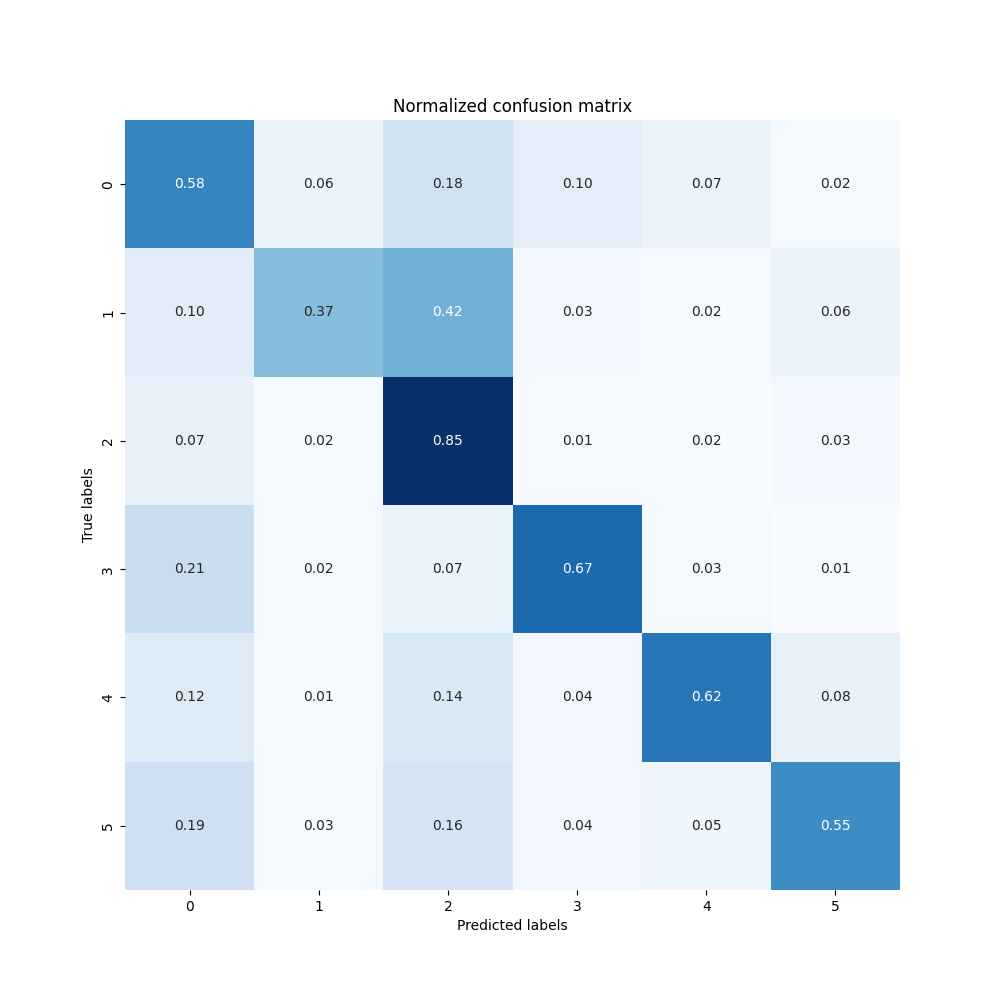 Normalized confusion matrix
True labels
0 0.58 0.06 0.18 0.10 0.07 0.02
1 0.10 0.37 0.42 0.03 0.02 0.06
2 0.07 0.02 0.85 0.01 0.02 0.03
3 0.21 0.02 0.07 0.67 0.03 0.01
4 0.12 0.01 0.14 0.04 0.62 0.08
5 0.19 0.03 0.16 0.04 0.05 0.55
0 1 2 3 4 5
Predicted labels